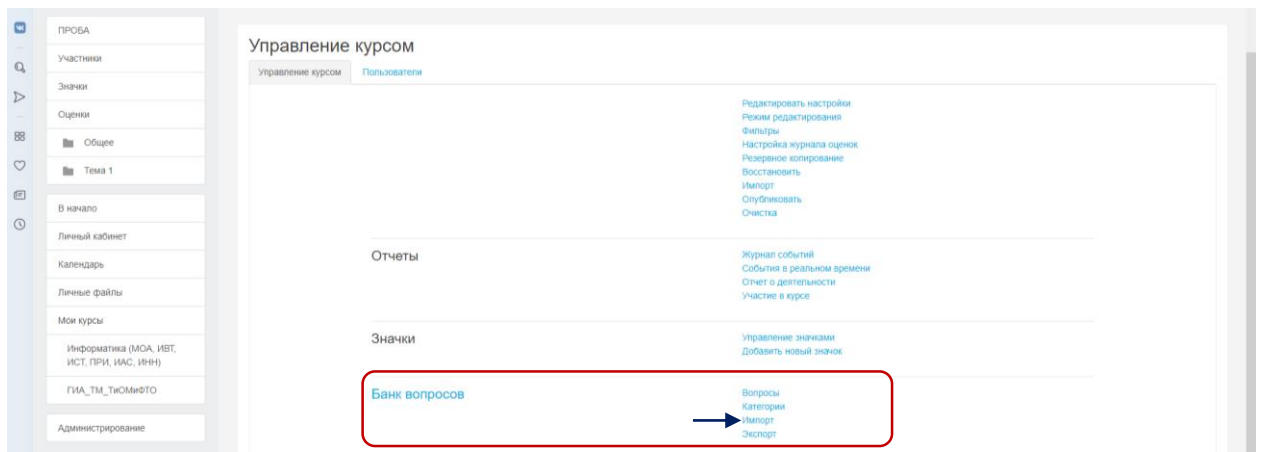 ПРОБА
Участники
Значки
Оценки
Общее
Тема 1
В начало
Личный кабинет
Календарь
Личные файлы
Мои курсы
Информатика (МОА, ИВТ,
ИСТ, ПРИ, ИАС, ИНН)
ГИА_ТМ_ТиОМиФТО
Администрирование
Управление курсом
Управление курсом
Пользователи
Редактировать настройки
Режим редактирования
Фильтры
Настройка журнала оценок
Резервное копирование
Восстановить
Импорт
Опубликовать
Очистка
Отчеты
Журнал событий
События в реальном времени
Отчет о деятельности
Участие в курсе
Значки
Управление значками
Добавить новый значок
Банк вопросов
Вопросы
Категории
Импорт
Экспорт